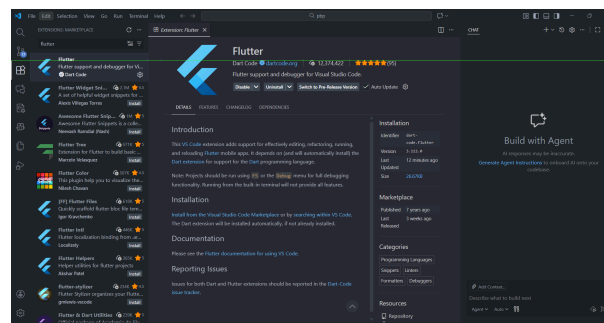 File Edit Selection View Go Run Terminal Help
pbo
EXTENSIONS: MARKETPLACE
flutter
Flutter
Flutter support and debugger for Vi...
Dart Code
Flutter Widget Sni...
A set of helpful widget snippets for ...
Alexis Villegas Torres
Install
Awesome Flutter Snip...
Awesome Flutter Snippets is a colle...
Neevash Ramdial (Nash)
Install
Flutter Tree
Extension for Flutter to build basic ...
Marcelo Velazquez
Install
Flutter Color
This plugin help you to visualize the ...
Nilesh Chavan
Install
[FF] Flutter Files
Quickly scaffold flutter bloc file tem...
Igor Kravchenko
Install
Flutter Intl
Flutter localization binding from .ar...
Localizely
Install
Flutter Helpers
Helper utilities for flutter projects
Akshar Patel
Install
flutter-stylizer
Flutter Stylizer organizes your Flutte...
gmlewis-vscode
Install
Flutter & Dart Utilities
Extension: Flutter
Flutter
Dart Code dartcode.org 12,374,422 (95)
Flutter support and debugger for Visual Studio Code.
Disable Uninstall Switch to Pre-Release Version Auto Update
DETAILS FEATURES CHANGELOG DEPENDENCIES
Introduction
This VS Code extension adds support for effectively editing, refactoring, running,
and reloading Flutter mobile apps. It depends on (and will automatically install) the
Dart extension for support for the Dart programming language.
Note: Projects should be run using F5 or the Debug menu for full debugging
functionality. Running from the built-in terminal will not provide all features.
Installation
Install from the Visual Studio Code Marketplace or by searching within VS Code.
The Dart extension will be installed automatically, if not already installed.
Documentation
Please see the Flutter documentation for using VS Code.
Reporting Issues
Issues for both Dart and Flutter extensions should be reported in the Dart-Code
issue tracker.
Installation
Identifier dart-
code.flutter
Version
Last 12 minutes ago
Updated
Size
Marketplace
Published 7 years ago
Last 3 weeks ago
Released
Categories
Programming Languages
Snippets Linters
Formatters Debuggers
Resources
Repository
CHAT
Build with Agent
AI responses may be inaccurate.
Generate Agent Instructions to onboard AI onto your
codebase.
Add Context...
Describe what to build next
Agent Auto